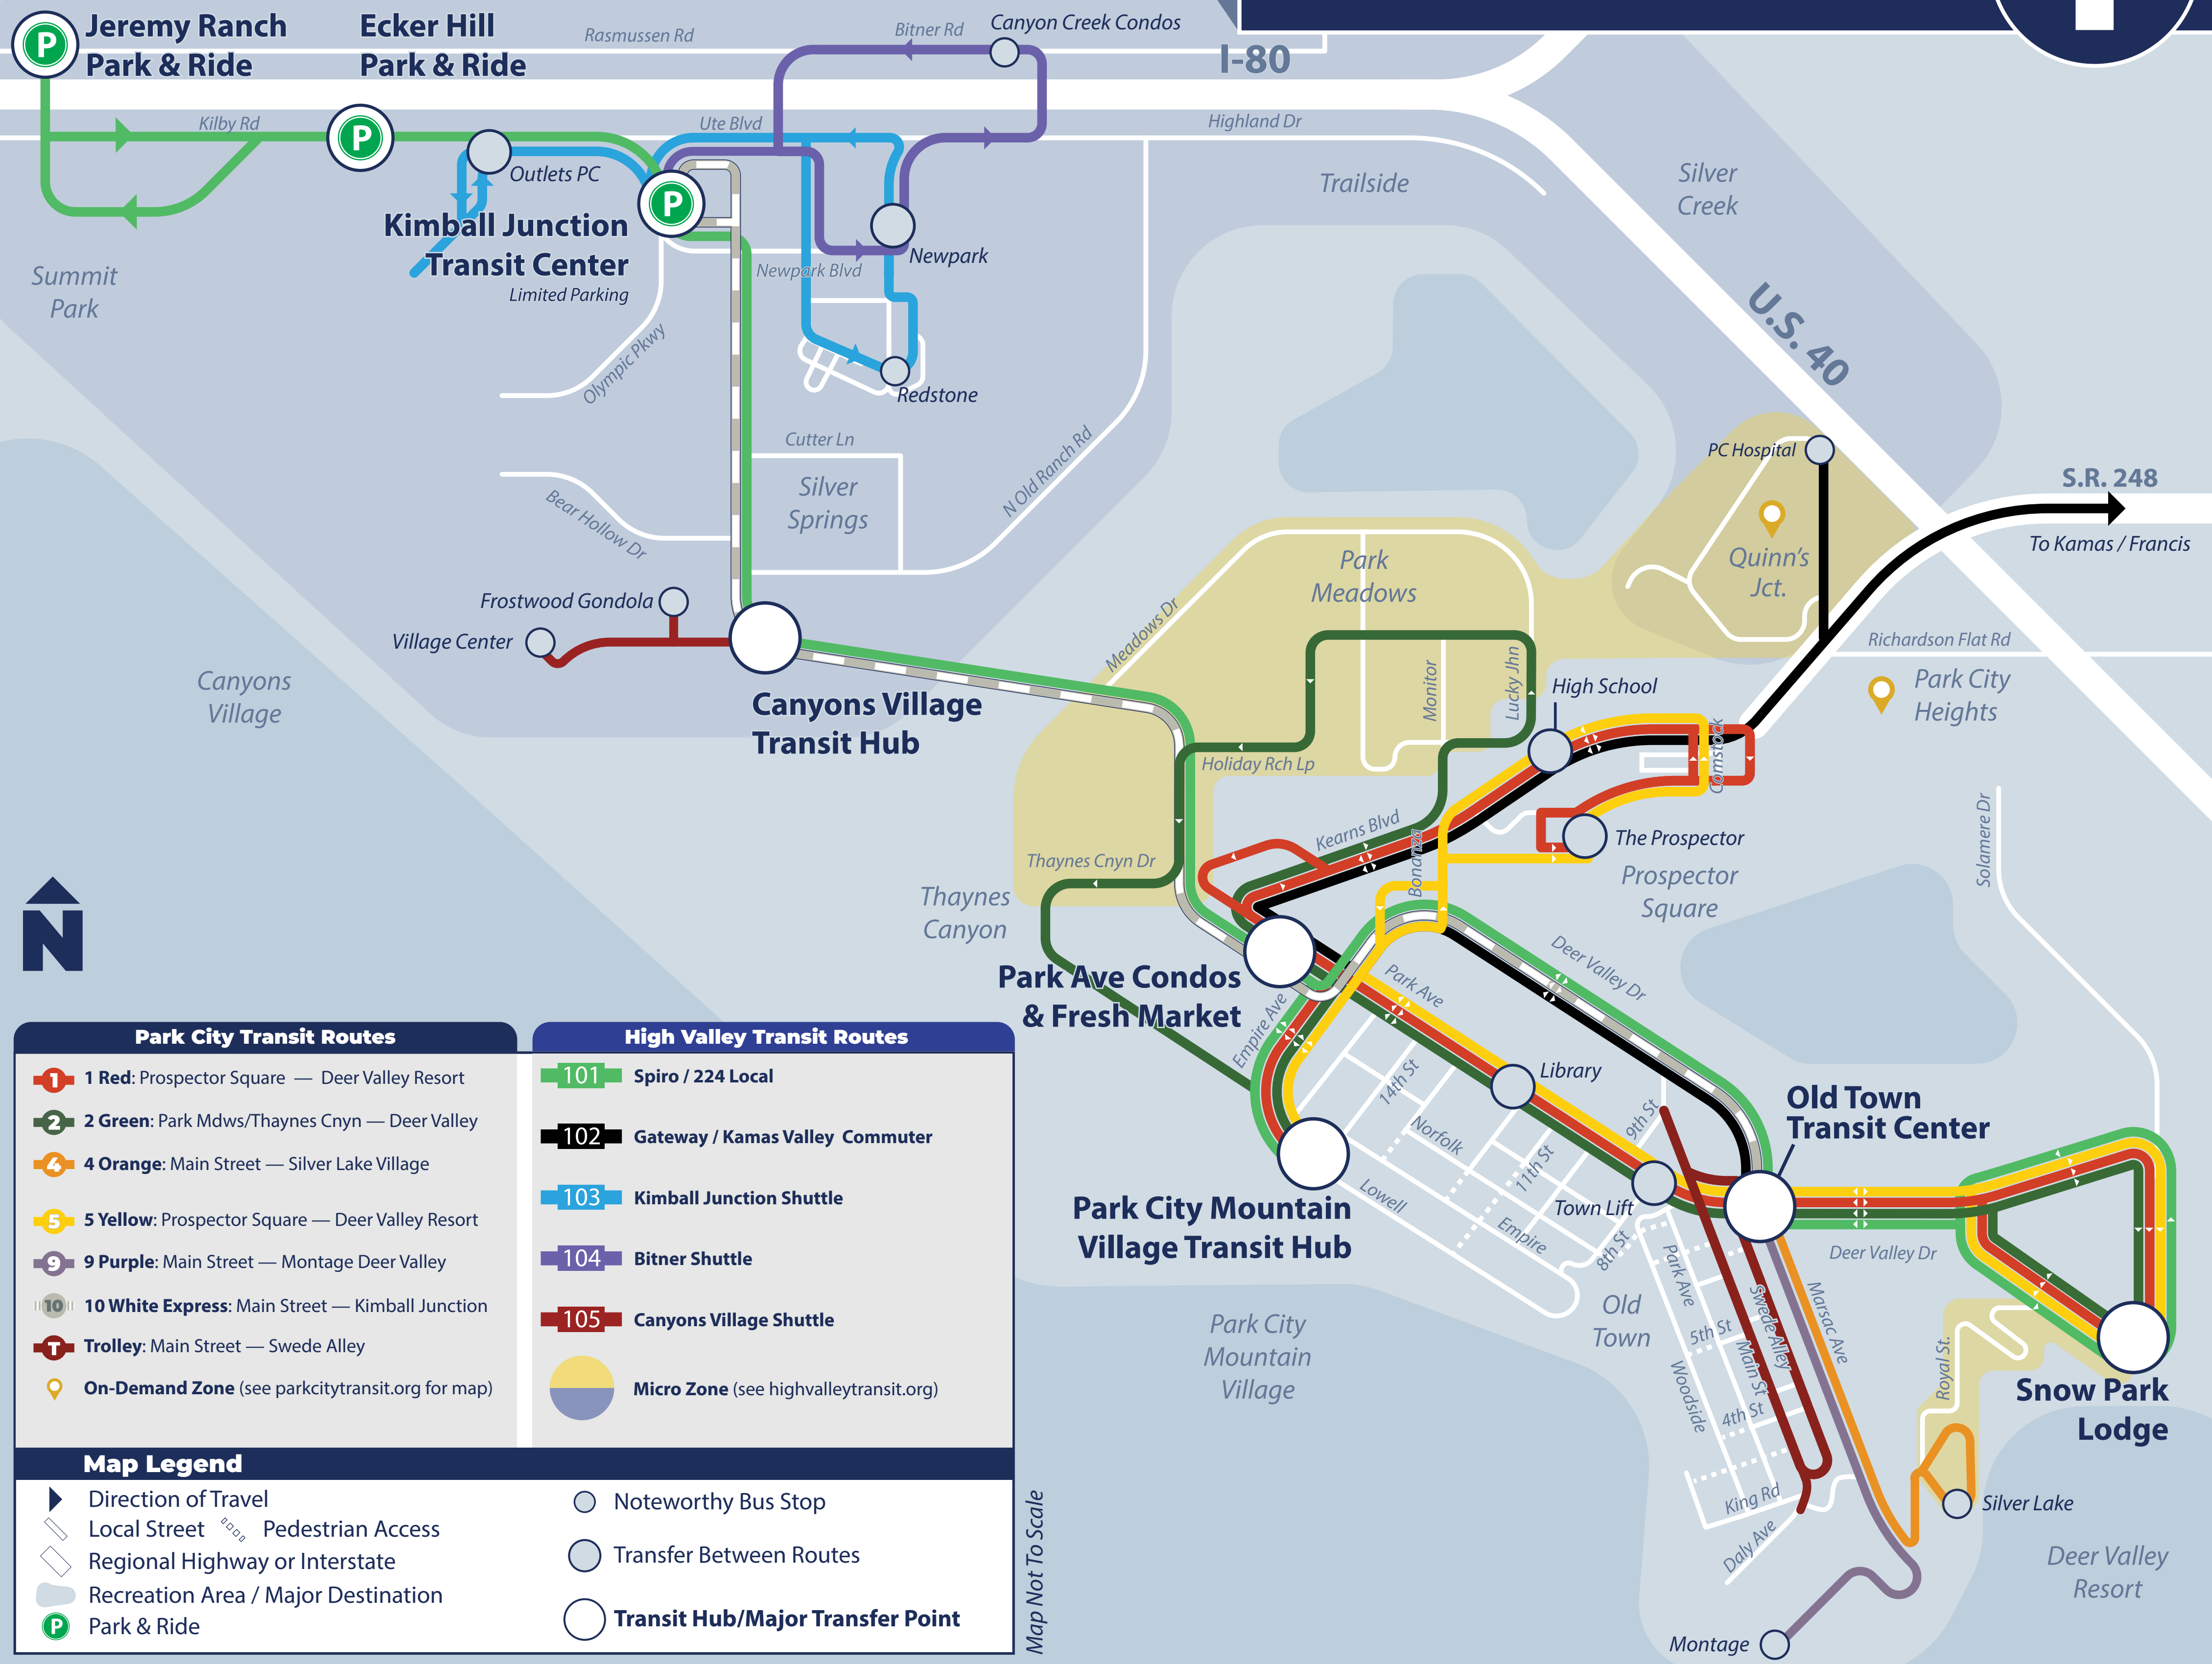 Jeremy Ranch
Park & Ride
Ecker Hill
Park & Ride
Rasmussen Rd
Bitner Rd
Canyon Creek Condos
I-80
P
Kilby Rd
P
Ute Blvd
Highland Dr
Outlets PC
P
Trailside
Silver
Creek
Kimball Junction
Transit Center
Limited Parking
Newpark
Newpark Blvd
Summit
Park
U.S. 40
Olympic Pkwy
Redstone
Cutter Ln
Silver
Springs
N Old Ranch Rd
Bear Hollow Dr
PC Hospital
S.R. 248
To Kamas / Francis
Quinn's
Jct.
Park
Meadows
Frostwood Gondola
Village Center
Meadows Dr
Monitor
Lucky Jhn
Richardson Flat Rd
Park City
Heights
High School
Canyons
Village
Canyons Village
Transit Hub
Holiday Rch Lp
Comstock
Kearns Blvd
Bonanza
The Prospector
Prospector
Square
Solamere Dr
Thaynes Cnyn Dr
Thaynes
Canyon
N
Park Ave Condos
& Fresh Market
Park Ave
Deer Valley Dr
Empire Ave
14th St
Library
Norfolk
11th St
9th St
Old Town
Transit Center
Town Lift
Lowell
Empire
8th St
Park City Mountain
Village Transit Hub
Deer Valley Dr
Park Ave
Swede Alley
Marsac Ave
Old
Town
5th St
Main St
Woodside
4th St
Park City
Mountain
Village
Royal St.
Snow Park
Lodge
King Rd
Daly Ave
Silver Lake
Deer Valley
Resort
Montage
Park City Transit Routes
1 1 Red: Prospector Square — Deer Valley Resort
2 2 Green: Park Mdws/Thaynes Cnyn — Deer Valley
4 4 Orange: Main Street — Silver Lake Village
5 5 Yellow: Prospector Square — Deer Valley Resort
9 9 Purple: Main Street — Montage Deer Valley
10 10 White Express: Main Street — Kimball Junction
T Trolley: Main Street — Swede Alley
On-Demand Zone (see parkcitytransit.org for map)
High Valley Transit Routes
101 Spiro / 224 Local
102 Gateway / Kamas Valley Commuter
103 Kimball Junction Shuttle
104 Bitner Shuttle
105 Canyons Village Shuttle
Micro Zone (see highvalleytransit.org)
Map Legend
Direction of Travel
Local Street
Pedestrian Access
Regional Highway or Interstate
Recreation Area / Major Destination
P Park & Ride
Noteworthy Bus Stop
Transfer Between Routes
Transit Hub/Major Transfer Point
Map Not To Scale